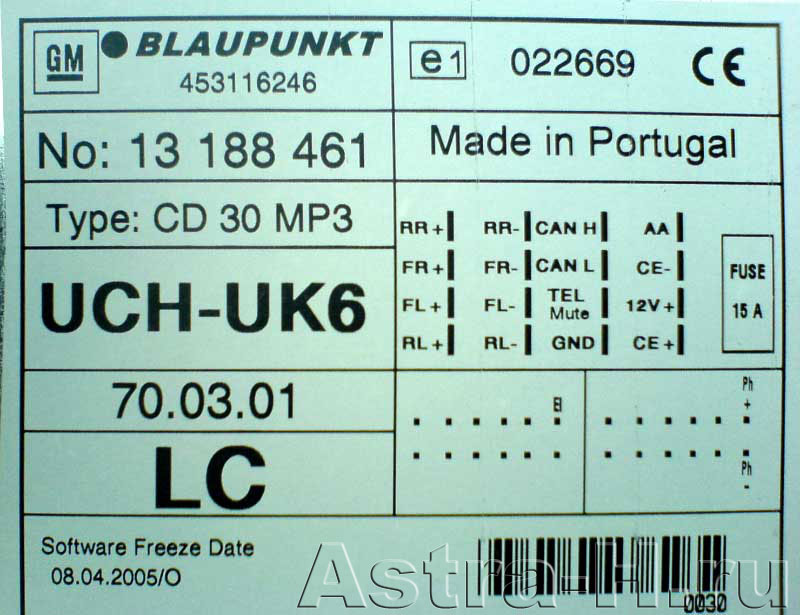 GM BLAUPUNKT
453116246
e1 022669 CE
No: 13 188 461
Made in Portugal
Type: CD 30 MP3
UCH-UK6
RR+ RR- CAN H AA
FR+ FR- CAN L CE-
FL+ FL- TEL Mute 12V+
RL+ RL- GND CE+
FUSE
15 A
70.03.01
LC
Ph
+
Ph
-
Software Freeze Date
08.04.2005/O
0030
Astra-H.ru